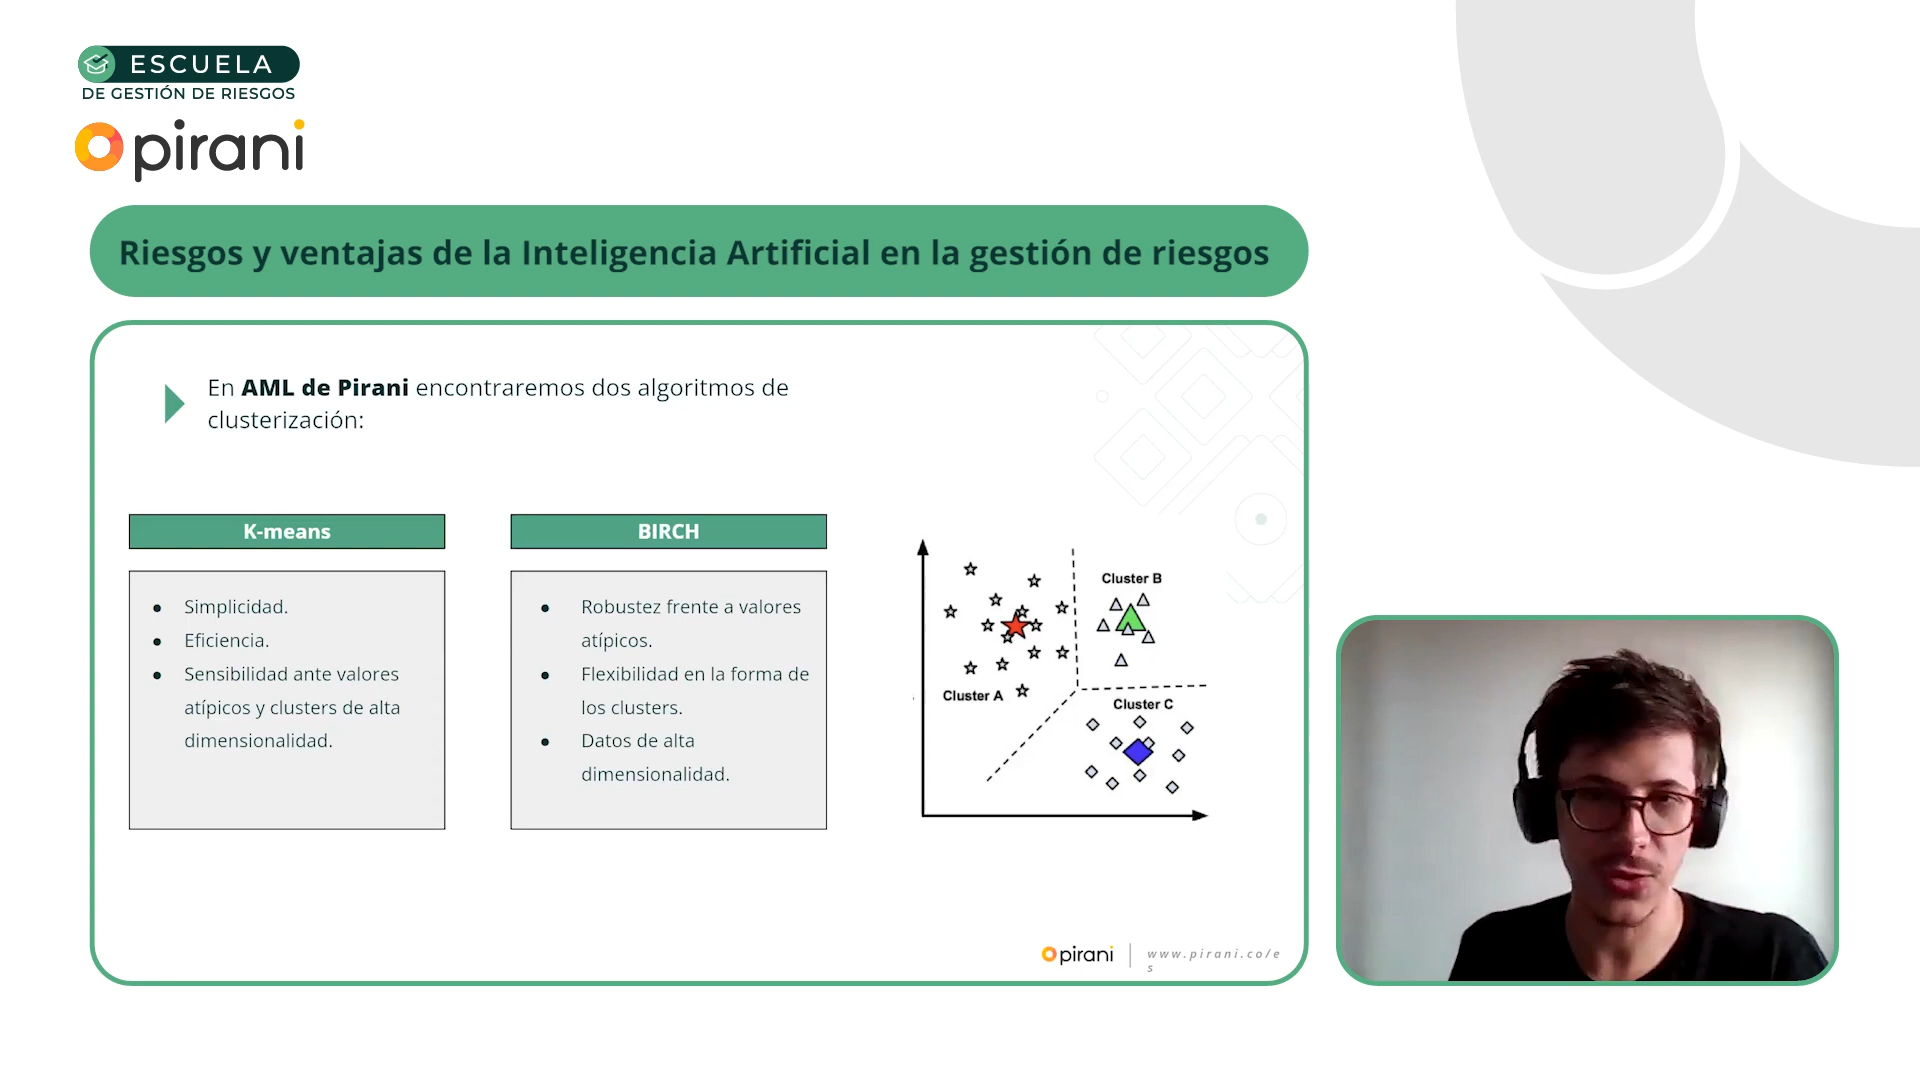 ESCUELA
DE GESTIÓN DE RIESGOS
pirani
Riesgos y ventajas de la Inteligencia Artificial en la gestión de riesgos
En AML de Pirani encontraremos dos algoritmos de
clusterización:
K-means
Simplicidad.
Eficiencia.
Sensibilidad ante valores
atípicos y clusters de alta
dimensionalidad.
BIRCH
Robustez frente a valores
atípicos.
Flexibilidad en la forma de
los clusters.
Datos de alta
dimensionalidad.
Cluster B
Cluster A
Cluster C
pirani
www.pirani.co/e
s